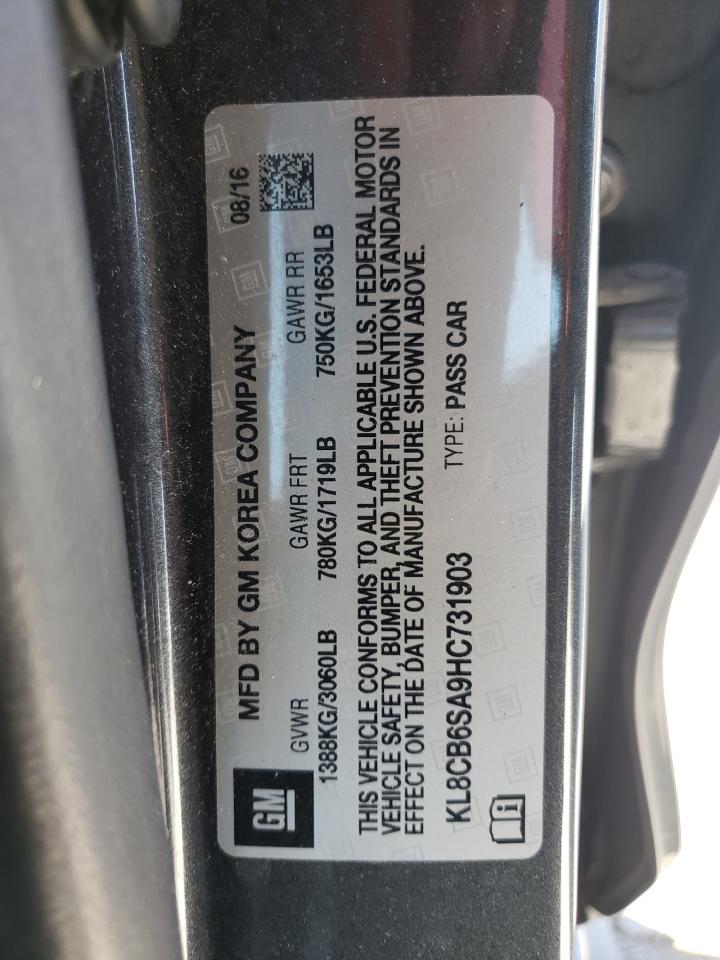 GM
MFD BY GM KOREA COMPANY 08/16
GVWR GAWR FRT GAWR RR
1388KG/3060LB 780KG/1719LB 750KG/1653LB
THIS VEHICLE CONFORMS TO ALL APPLICABLE U.S. FEDERAL MOTOR
VEHICLE SAFETY, BUMPER, AND THEFT PREVENTION STANDARDS IN
EFFECT ON THE DATE OF MANUFACTURE SHOWN ABOVE.
KL8CB6SA9HC731903 TYPE: PASS CAR